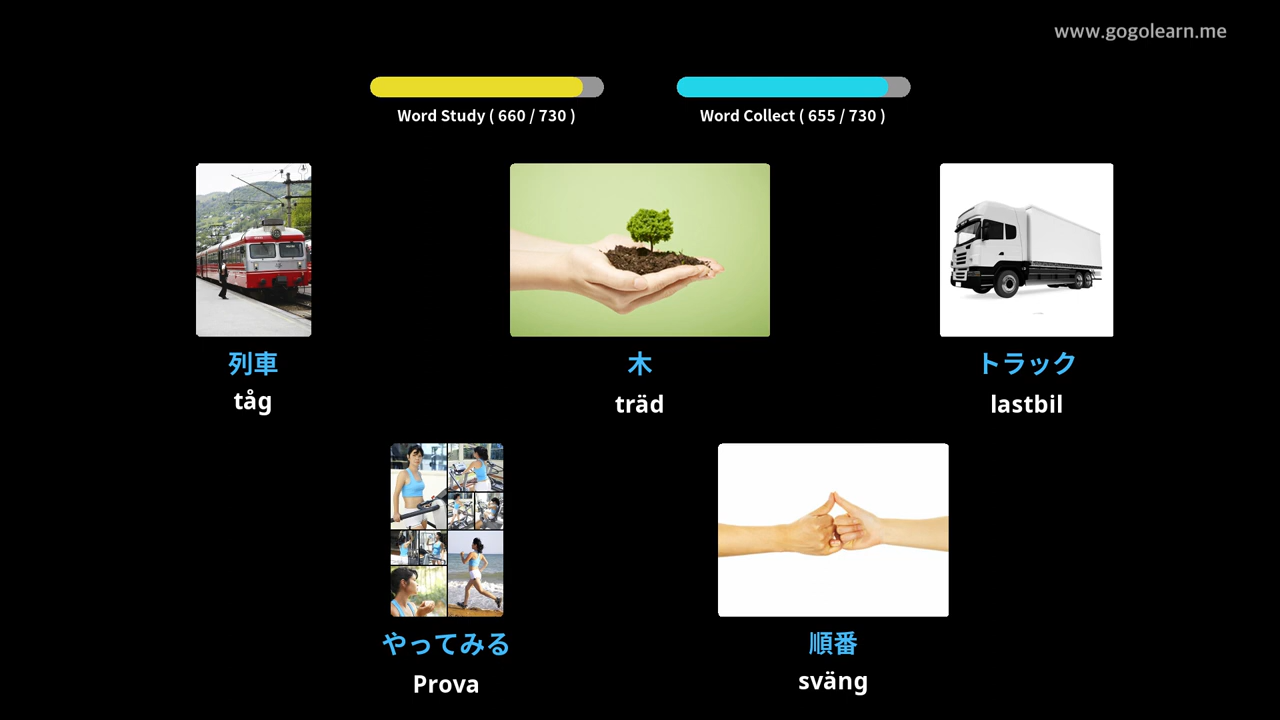 www.gogolearn.me
Word Study ( 660 / 730 )
Word Collect ( 655 / 730 )
列車
tåg
木
träd
トラック
lastbil
やってみる
Prova
順番
sväng